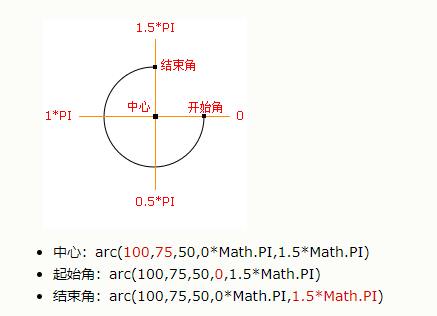 1.5*PI
结束角
中心
开始角
1*PI
0
0.5*PI
中心：arc(100,75,50,0*Math.PI,1.5*Math.PI)
起始角：arc(100,75,50,0,1.5*Math.PI)
结束角：arc(100,75,50,0*Math.PI,1.5*Math.PI)